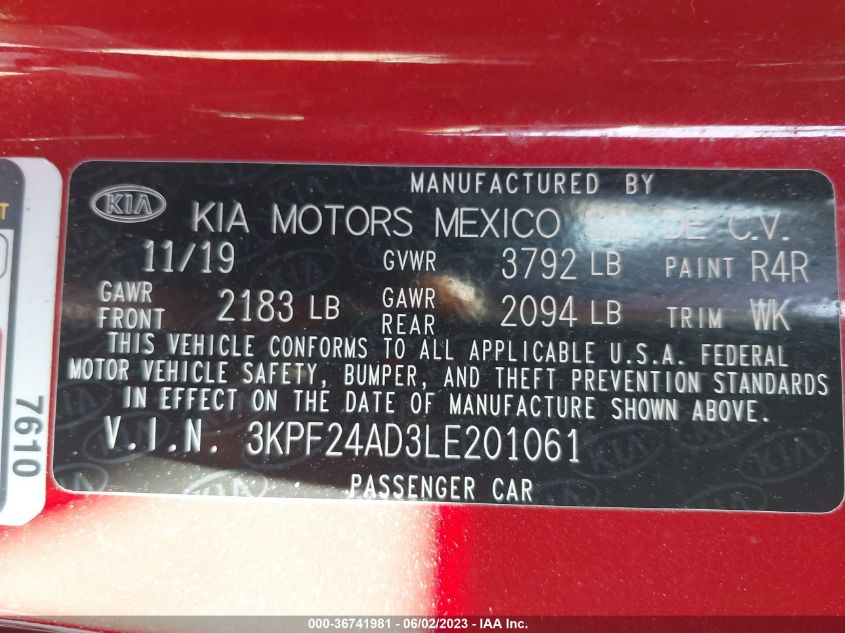 MANUFACTURED BY
KIA
KIA MOTORS MEXICO S.A. DE C.V.
11/19 GVWR 3792 LB PAINT R4R
GAWR FRONT 2183 LB GAWR REAR 2094 LB TRIM WK
THIS VEHICLE CONFORMS TO ALL APPLICABLE U.S.A. FEDERAL
MOTOR VEHICLE SAFETY, BUMPER, AND THEFT PREVENTION STANDARDS
IN EFFECT ON THE DATE OF MANUFACTURE SHOWN ABOVE.
V.I.N. 3KPF24AD3LE201061
PASSENGER CAR
7610
000-36741981 | 06/02/2023 | IAA Inc.